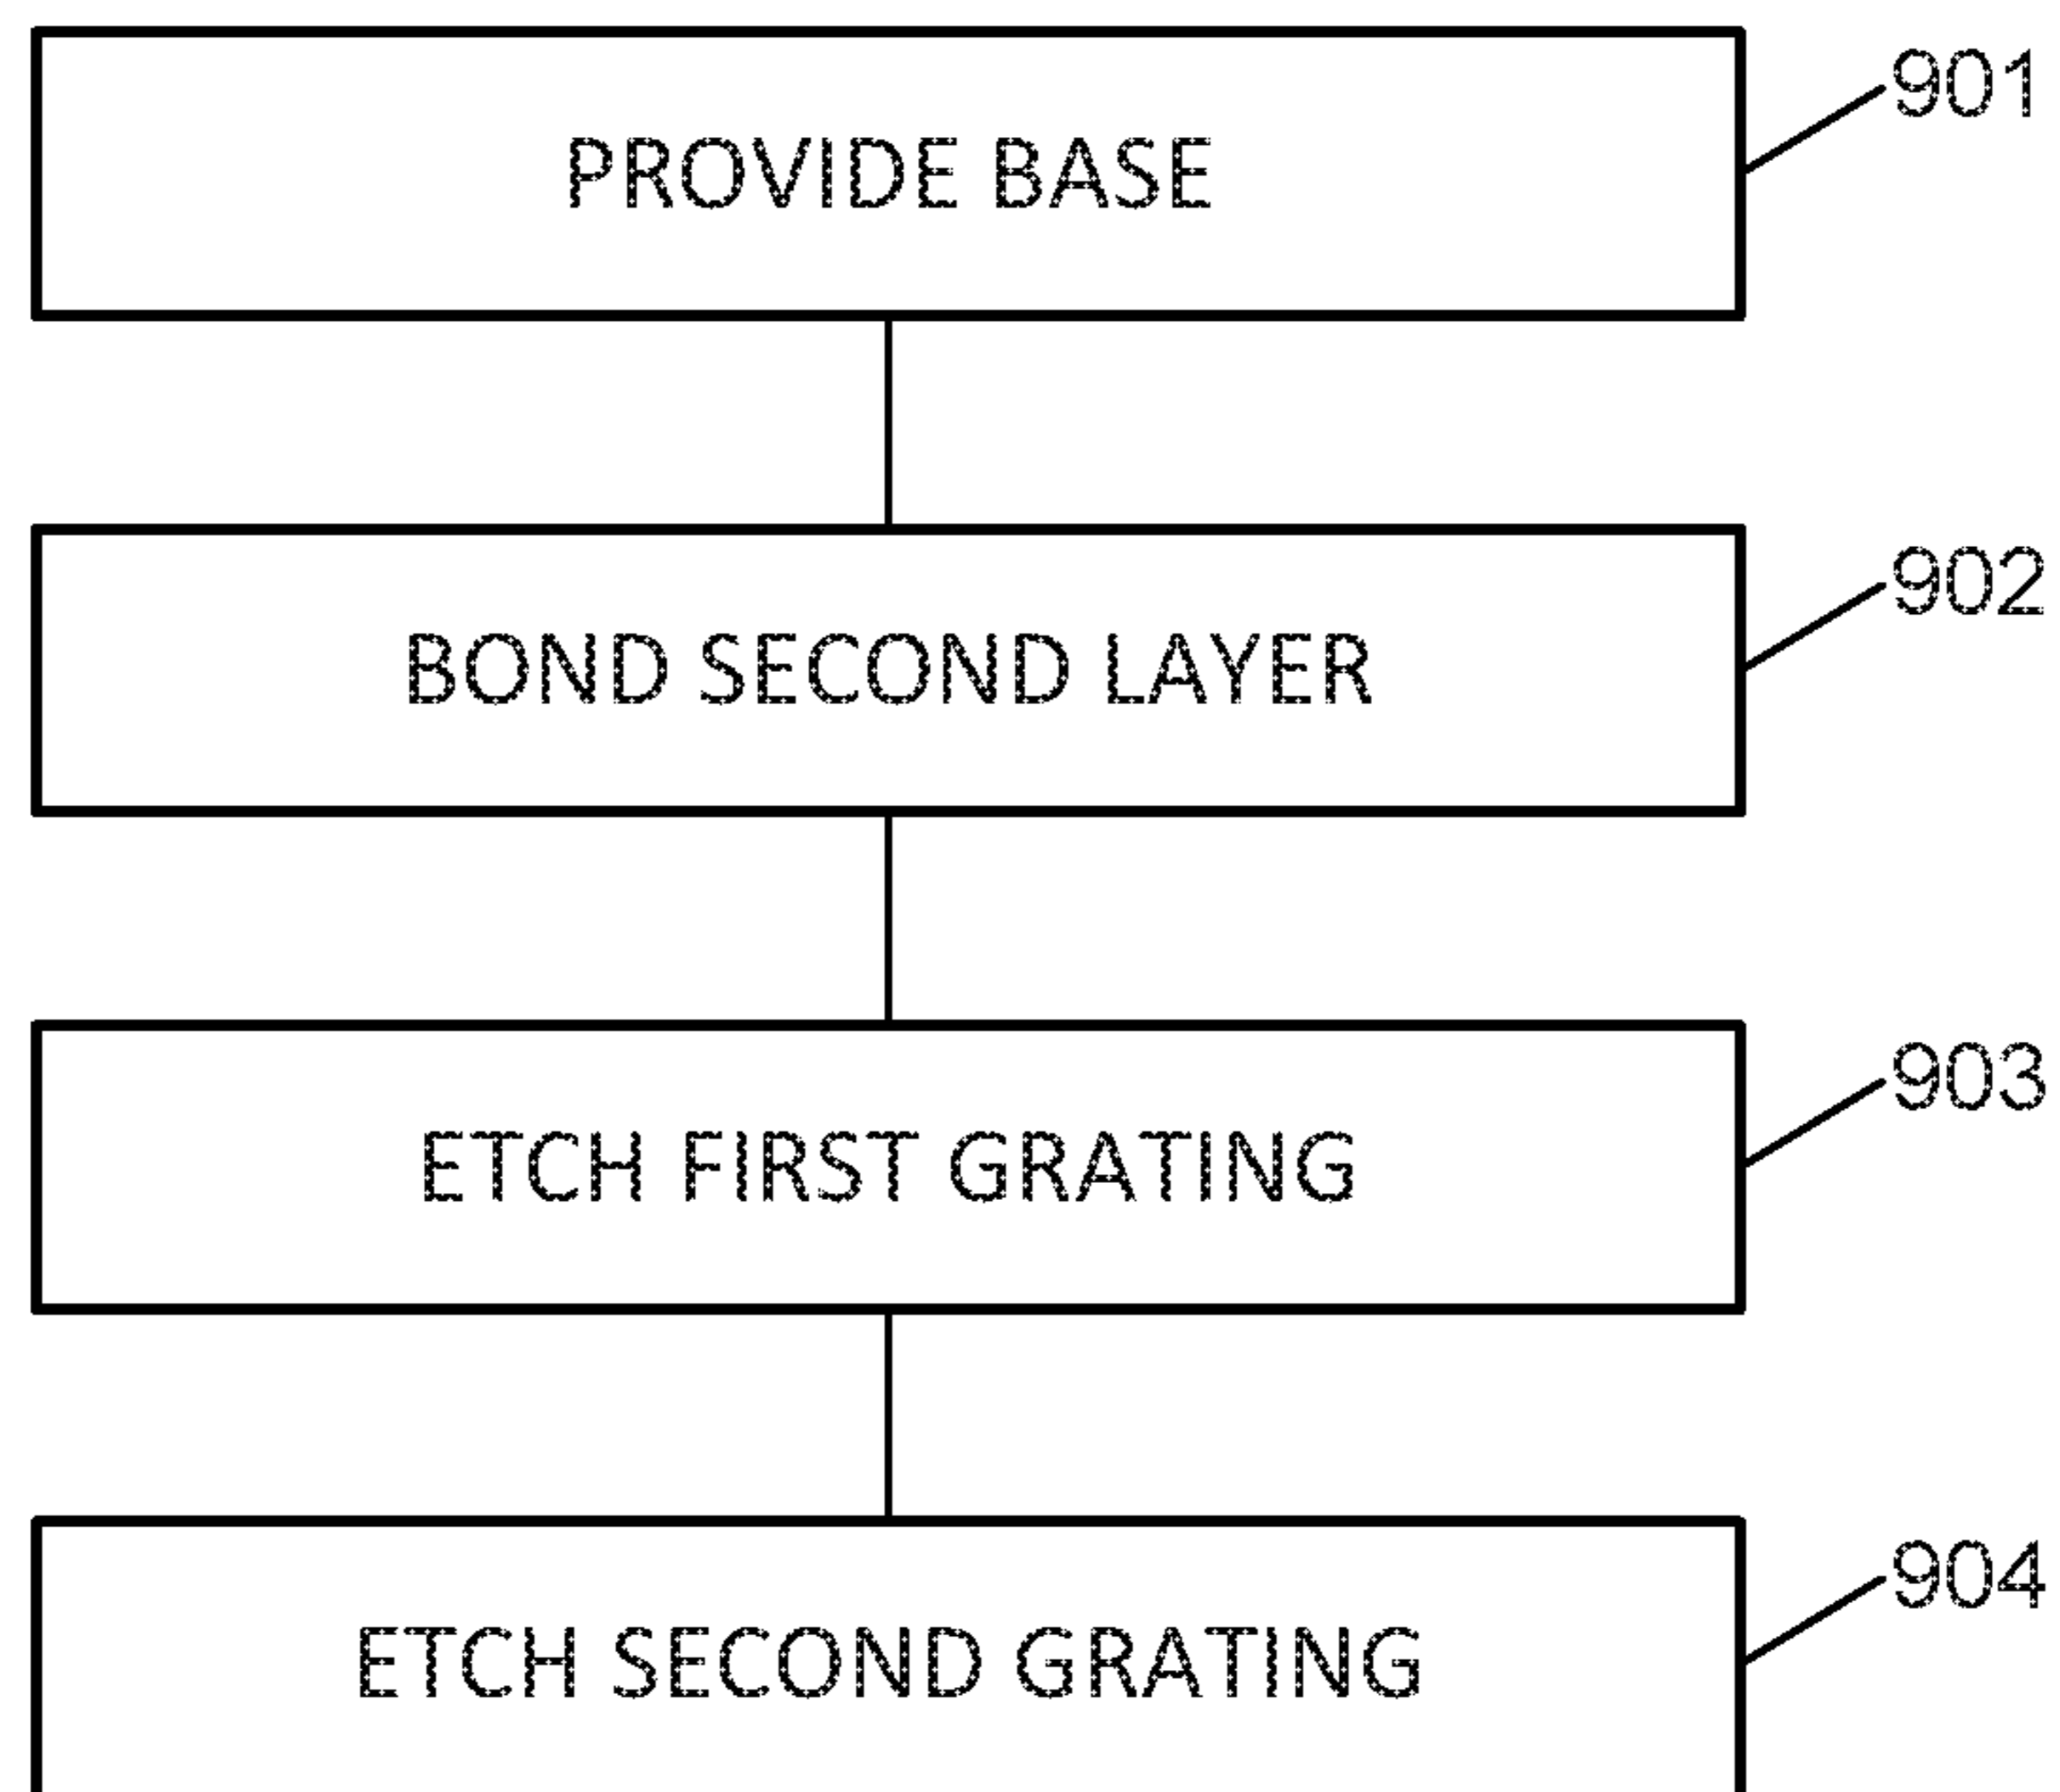 901
PROVIDE BASE
902
BOND SECOND LAYER
903
ETCH FIRST GRATING
904
ETCH SECOND GRATING